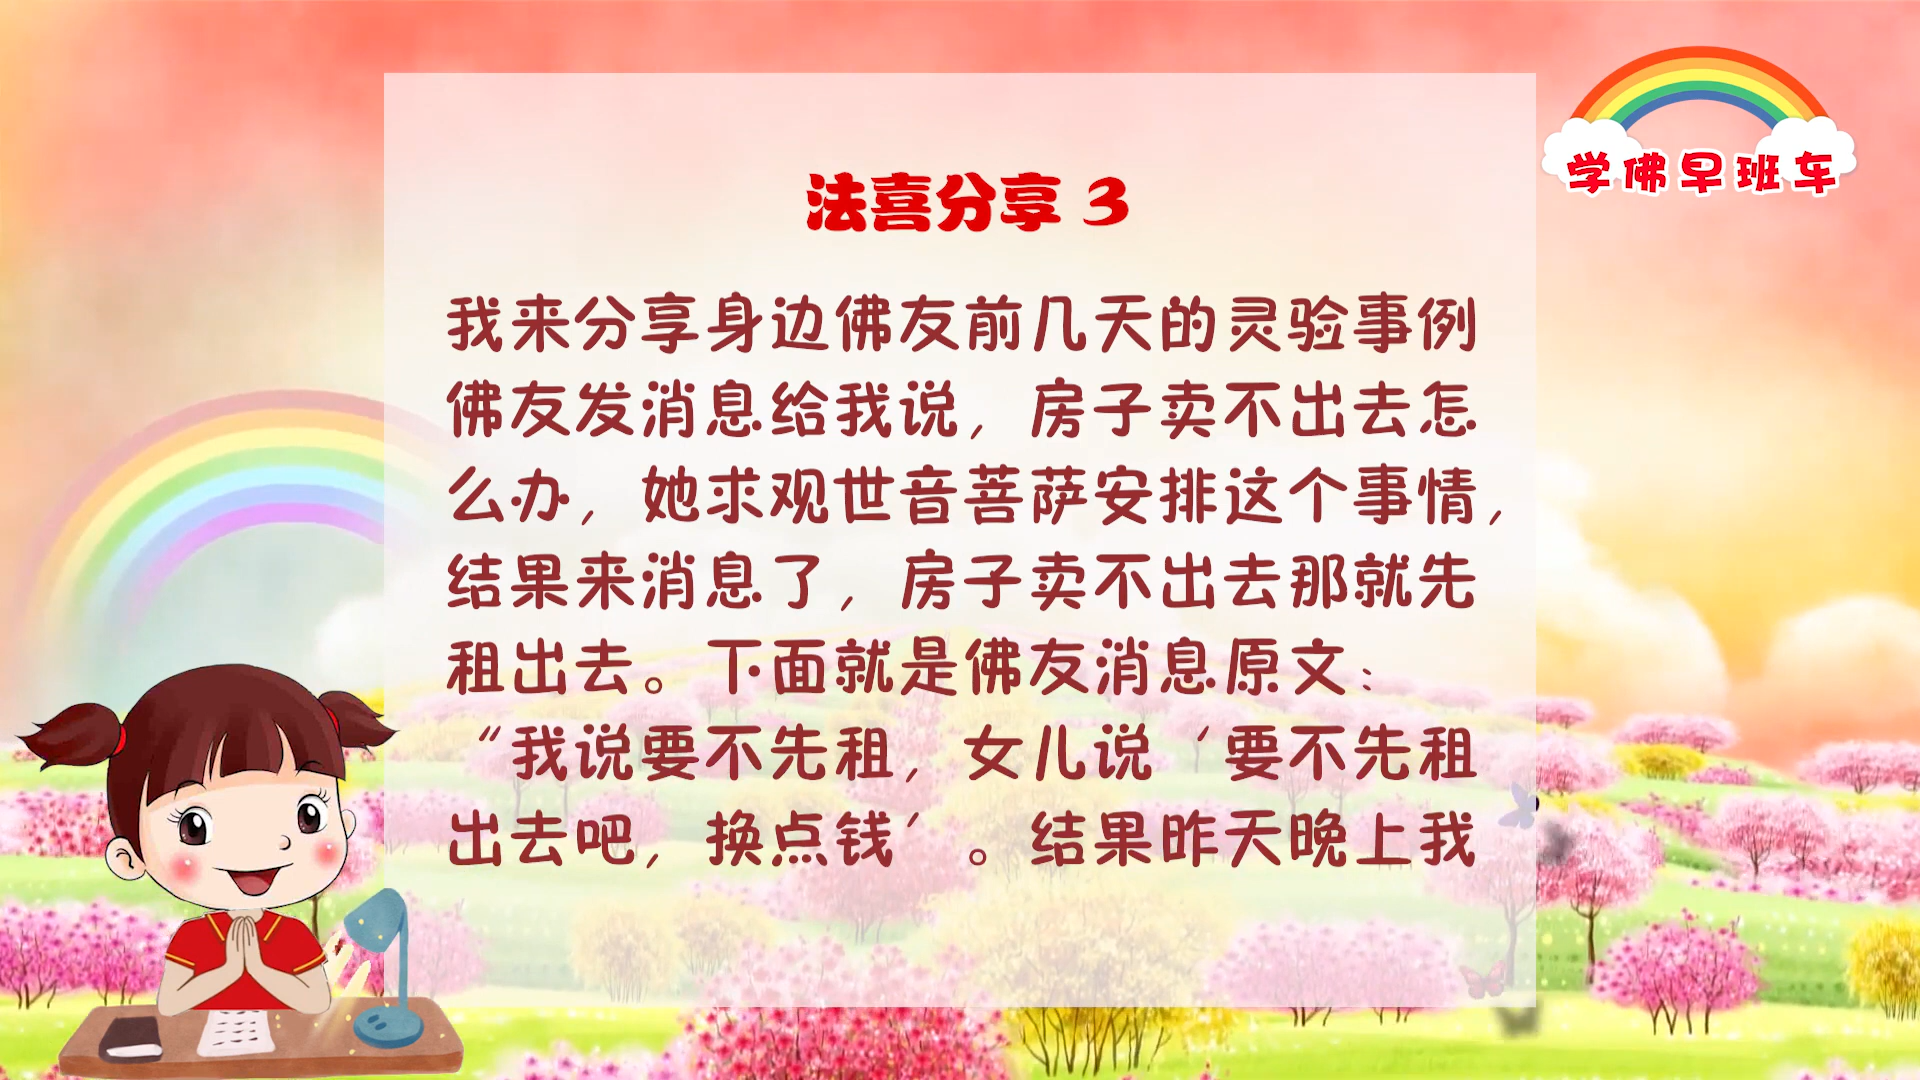 学佛早班车
法喜分享 3
我来分享身边佛友前几天的灵验事例
佛友发消息给我说，房子卖不出去怎
么办，她求观世音菩萨安排这个事情，
结果来消息了，房子卖不出去那就先
租出去。下面就是佛友消息原文：
“我说要不先租，女儿说‘要不先租
出去吧，换点钱’。结果昨天晚上我